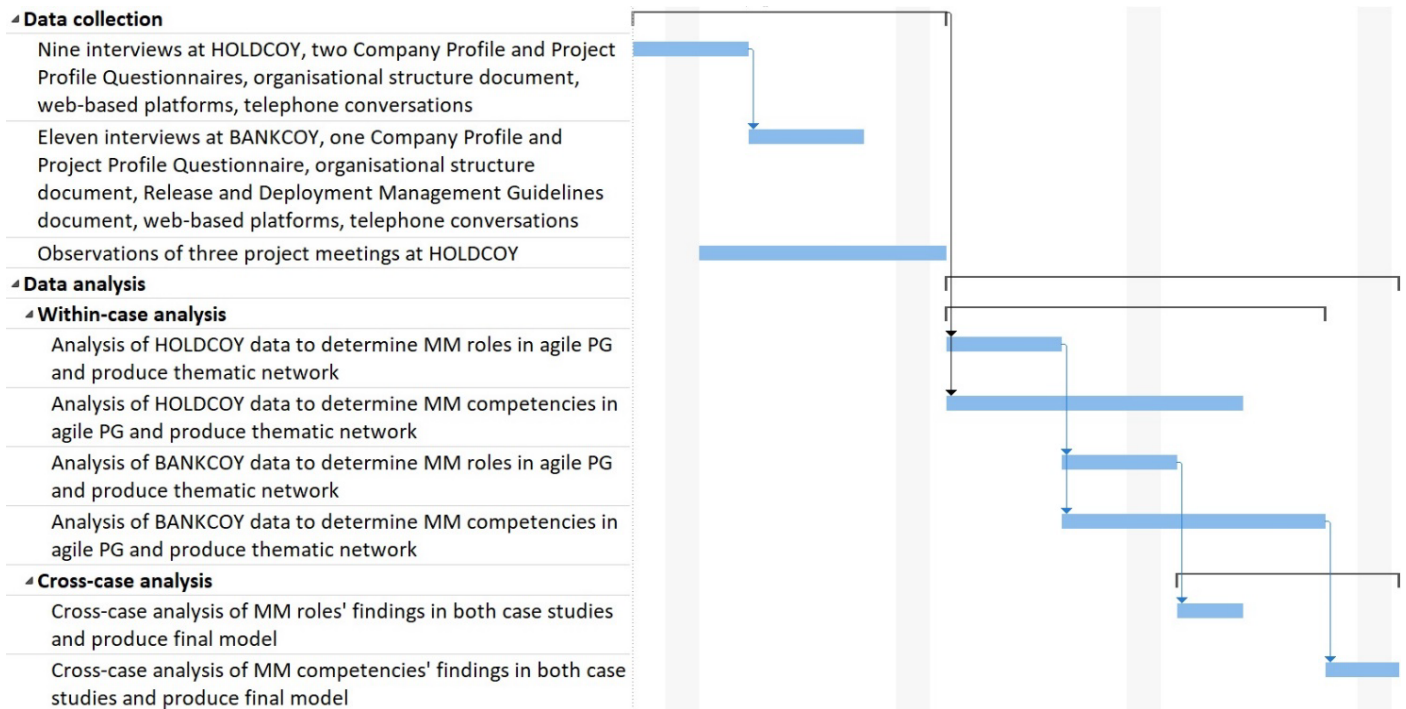 Data collection
Nine interviews at HOLDCOY, two Company Profile and Project
Profile Questionnaires, organisational structure document,
web-based platforms, telephone conversations
Eleven interviews at BANKCOY, one Company Profile and
Project Profile Questionnaire, organisational structure
document, Release and Deployment Management Guidelines
document, web-based platforms, telephone conversations
Observations of three project meetings at HOLDCOY
Data analysis
Within-case analysis
Analysis of HOLDCOY data to determine MM roles in agile PG
and produce thematic network
Analysis of HOLDCOY data to determine MM competencies in
agile PG and produce thematic network
Analysis of BANKCOY data to determine MM roles in agile PG
and produce thematic network
Analysis of BANKCOY data to determine MM competencies in
agile PG and produce thematic network
Cross-case analysis
Cross-case analysis of MM roles' findings in both case studies
and produce final model
Cross-case analysis of MM competencies' findings in both case
studies and produce final model